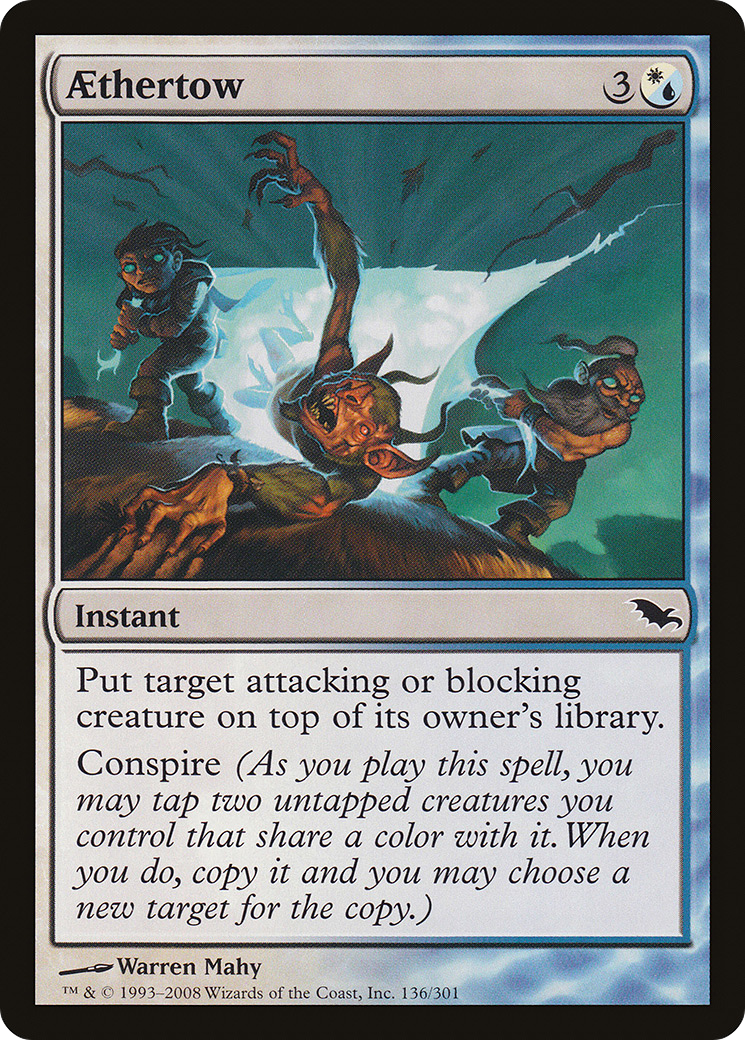 Æthertow
3
Instant
Put target attacking or blocking
creature on top of its owner's library.
Conspire (As you play this spell, you
may tap two untapped creatures you
control that share a color with it. When
you do, copy it and you may choose a
new target for the copy.)
Warren Mahy
™ & © 1993–2008 Wizards of the Coast, Inc. 136/301